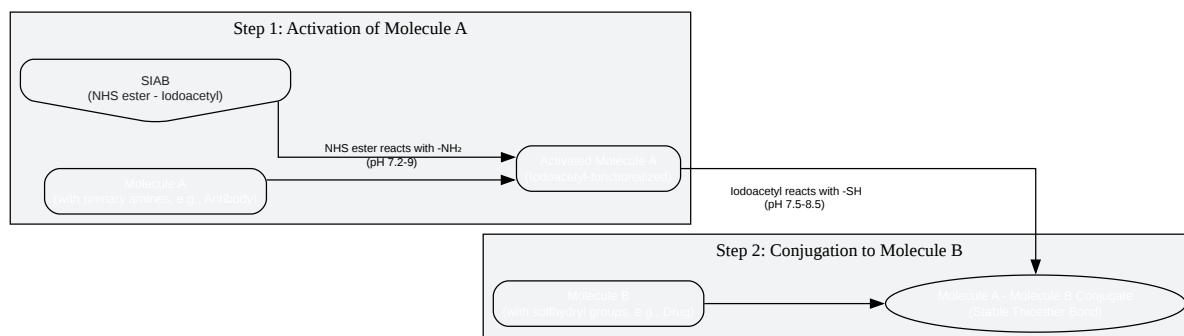 Step 1: Activation of Molecule A
SIAB
(NHS ester - Iodoacetyl)
NHS ester reacts with -NH₂
(pH 7.2-9)
Molecule A
(with primary amines, e.g., Antibody)
Activated Molecule A
(Iodoacetyl-functionalized)
Iodoacetyl reacts with -SH
(pH 7.5-8.5)
Step 2: Conjugation to Molecule B
Molecule B
(with sulfhydryl groups, e.g., Drug)
Molecule A - Molecule B Conjugate
(Stable Thioether Bond)